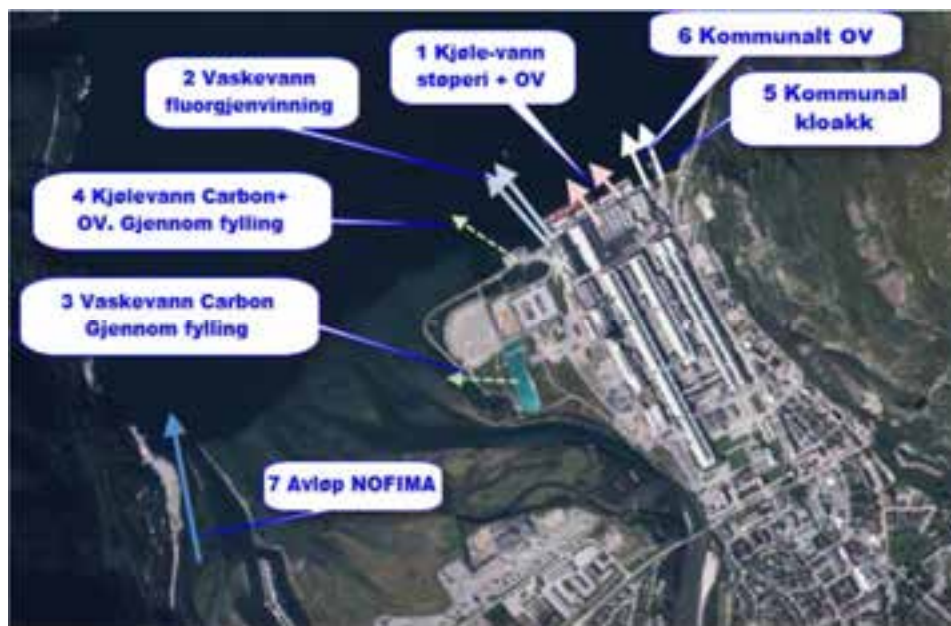 6 Kommunalt OV
1 Kjøle-vann
støperi + OV
2 Vaskevann
fluorgjenvinning
5 Kommunal
kloakk
4 Kjølevann Carbon+
OV. Gjennom fylling
3 Vaskevann Carbon
Gjennom fylling
7 Avløp NOFIMA